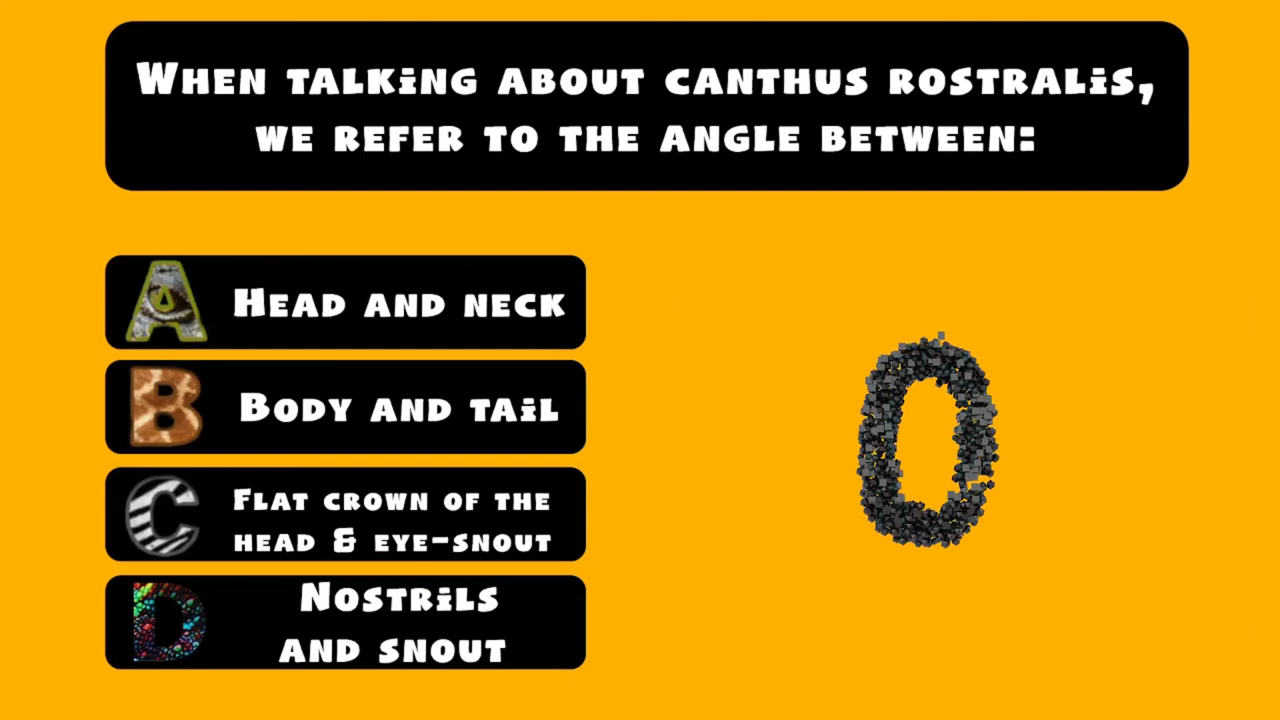 When talking about canthus rostralis,
we refer to the angle between:
A Head and neck
B Body and tail
C Flat crown of the
head & eye-snout
D Nostrils
and snout
0